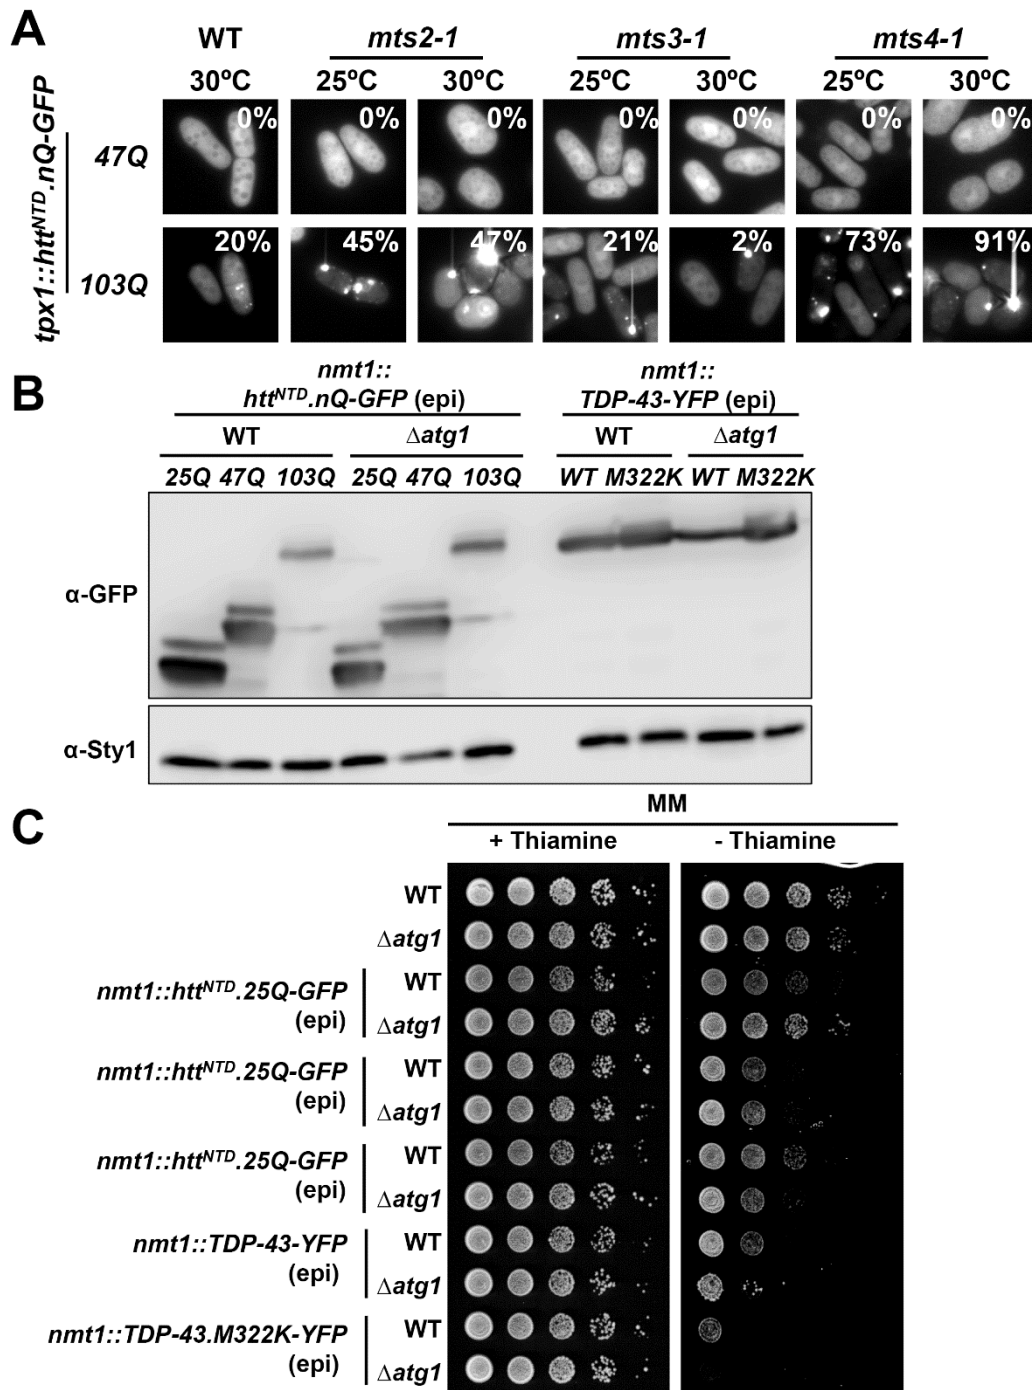 A
WT mts2-1 mts3-1 mts4-1
30ºC 25ºC 30ºC 25ºC 30ºC 25ºC 30ºC
tpx1::httNTD.nQ-GFP
47Q 0% 0% 0% 0% 0% 0% 0%
103Q 20% 45% 47% 21% 2% 73% 91%
B
nmt1:: nmt1::
httNTD.nQ-GFP (epi) TDP-43-YFP (epi)
WT Δatg1 WT Δatg1
25Q 47Q 103Q 25Q 47Q 103Q WT M322K WT M322K
α-GFP
α-Sty1
C
MM
+ Thiamine - Thiamine
WT
Δatg1
nmt1::httNTD.25Q-GFP WT
(epi) Δatg1
nmt1::httNTD.25Q-GFP WT
(epi) Δatg1
nmt1::httNTD.25Q-GFP WT
(epi) Δatg1
nmt1::TDP-43-YFP WT
(epi) Δatg1
nmt1::TDP-43.M322K-YFP WT
(epi) Δatg1